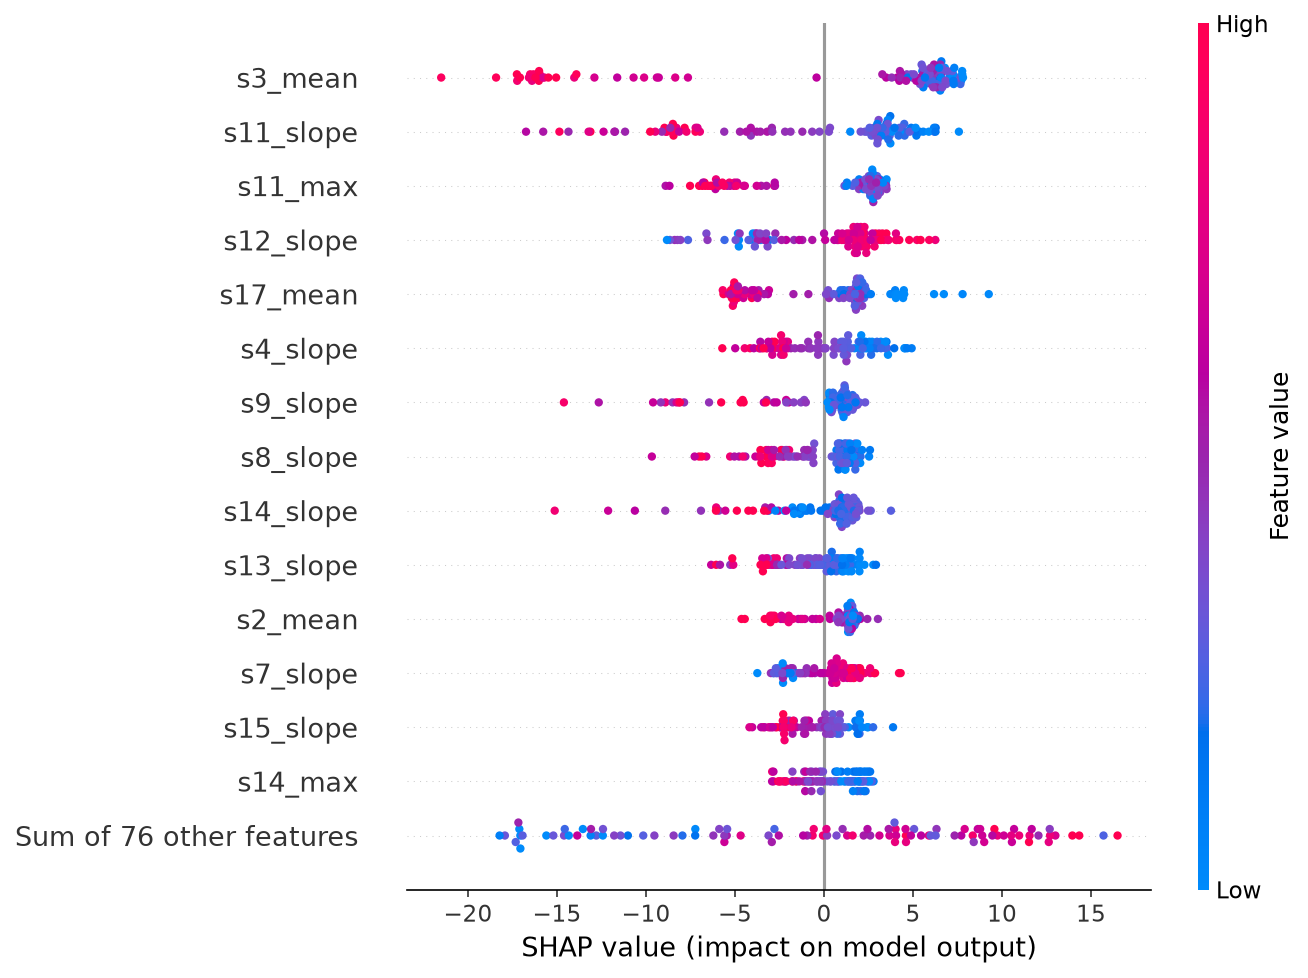 High
s3_mean
s11_slope
s11_max
s12_slope
s17_mean
s4_slope
s9_slope
s8_slope
s14_slope
s13_slope
s2_mean
s7_slope
s15_slope
s14_max
Sum of 76 other features
Feature value
Low
−20 −15 −10 −5 0 5 10 15
SHAP value (impact on model output)